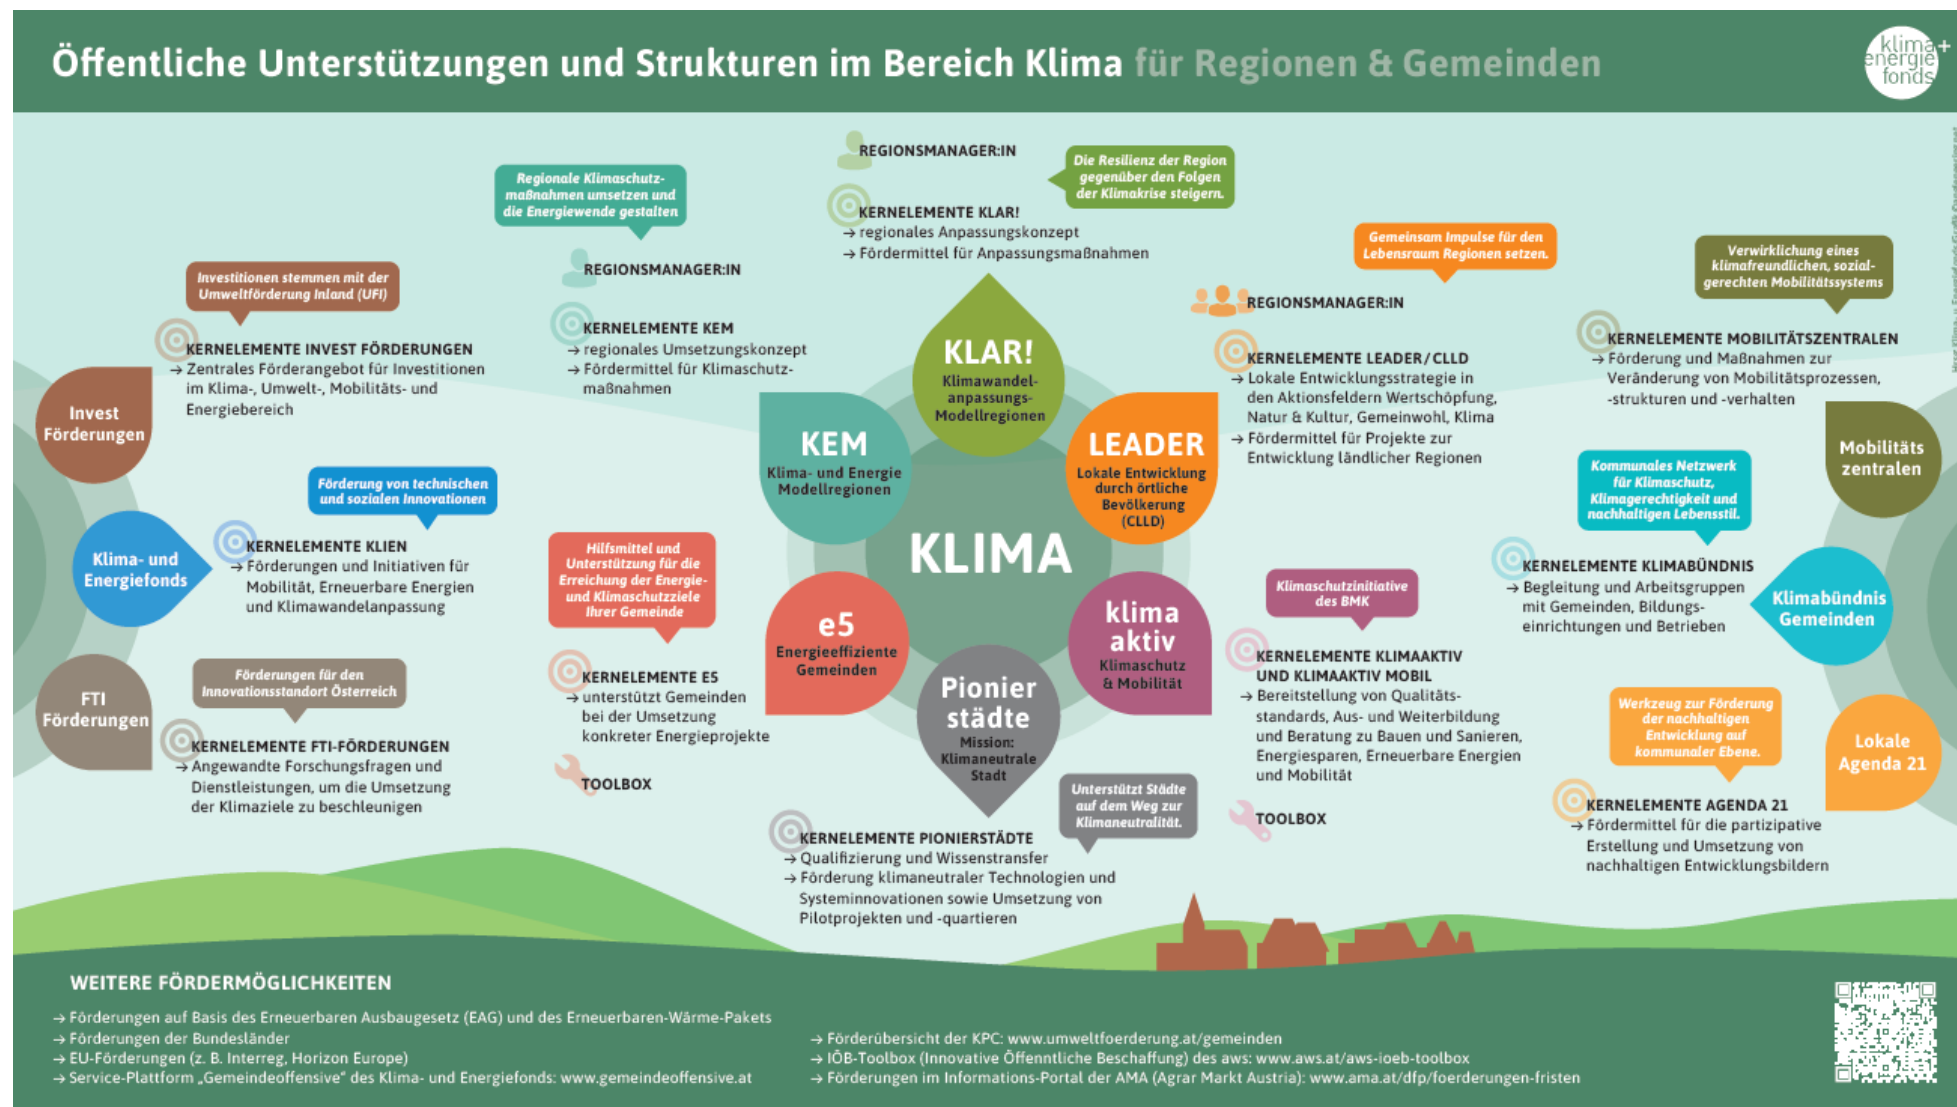 Öffentliche Unterstützungen und Strukturen im Bereich Klima für Regionen & Gemeinden
klima+
energie
fonds
REGIONSMANAGER:IN
KERNELEMENTE KLAR!
→ regionales Anpassungskonzept
→ Fördermittel für Anpassungsmaßnahmen
Die Resilienz der Region
gegenüber den Folgen
der Klimakrise steigern.
Regionale Klimaschutz-
maßnahmen umsetzen und
die Energiewende gestalten
REGIONSMANAGER:IN
KERNELEMENTE KEM
→ regionales Umsetzungskonzept
→ Fördermittel für Klimaschutz-
maßnahmen
Investitionen stemmen mit der
Umweltförderung Inland (UFI)
KERNELEMENTE INVEST FÖRDERUNGEN
→ Zentrales Förderangebot für Investitionen
im Klima-, Umwelt-, Mobilitäts- und
Energiebereich
Invest
Förderungen
Förderung von technischen
und sozialen Innovationen
Klima- und
Energiefonds
KERNELEMENTE KLIEN
→ Förderungen und Initiativen für
Mobilität, Erneuerbare Energien
und Klimawandelanpassung
Förderungen für den
Innovationsstandort Österreich
FTI
Förderungen
KERNELEMENTE FTI-FÖRDERUNGEN
→ Angewandte Forschungsfragen und
Dienstleistungen, um die Umsetzung
der Klimaziele zu beschleunigen
Hilfsmittel und
Unterstützung für die
Erreichung der Energie-
und Klimaschutzziele
Ihrer Gemeinde
KERNELEMENTE E5
→ unterstützt Gemeinden
bei der Umsetzung
konkreter Energieprojekte
TOOLBOX
KLAR!
Klimawandel-
anpassungs-
Modellregionen
KEM
Klima- und Energie
Modellregionen
LEADER
Lokale Entwicklung
durch örtliche
Bevölkerung
(CLLD)
KLIMA
e5
Energieeffiziente
Gemeinden
klima
aktiv
Klimaschutz
& Mobilität
Pionier
städte
Mission:
Klimaneutrale
Stadt
Unterstützt Städte
auf dem Weg zur
Klimaneutralität.
KERNELEMENTE PIONIERSTÄDTE
→ Qualifizierung und Wissenstransfer
→ Förderung klimaneutraler Technologien und
Systeminnovationen sowie Umsetzung von
Pilotprojekten und -quartieren
Gemeinsam Impulse für den
Lebensraum Regionen setzen.
REGIONSMANAGER:IN
KERNELEMENTE LEADER/CLLD
→ Lokale Entwicklungsstrategie in
den Aktionsfeldern Wertschöpfung,
Natur & Kultur, Gemeinwohl, Klima
→ Fördermittel für Projekte zur
Entwicklung ländlicher Regionen
Klimaschutzinitiative
des BMK
KERNELEMENTE KLIMAAKTIV
UND KLIMAAKTIV MOBIL
→ Bereitstellung von Qualitäts-
standards, Aus- und Weiterbildung
und Beratung zu Bauen und Sanieren,
Energiesparen, Erneuerbare Energien
und Mobilität
TOOLBOX
Verwirklichung eines
klimafreundlichen, sozial-
gerechten Mobilitätssystems
KERNELEMENTE MOBILITÄTSZENTRALEN
→ Förderung und Maßnahmen zur
Veränderung von Mobilitätsprozessen,
-strukturen und -verhalten
Mobilitäts
zentralen
Kommunales Netzwerk
für Klimaschutz,
Klimagerechtigkeit und
nachhaltigen Lebensstil.
KERNELEMENTE KLIMABÜNDNIS
→ Begleitung und Arbeitsgruppen
mit Gemeinden, Bildungs-
einrichtungen und Betrieben
Klimabündnis
Gemeinden
Werkzeug zur Förderung
der nachhaltigen
Entwicklung auf
kommunaler Ebene.
Lokale
Agenda 21
KERNELEMENTE AGENDA 21
→ Fördermittel für die partizipative
Erstellung und Umsetzung von
nachhaltigen Entwicklungsbildern
WEITERE FÖRDERMÖGLICHKEITEN
→ Förderungen auf Basis des Erneuerbaren Ausbaugesetz (EAG) und des Erneuerbaren-Wärme-Pakets
→ Förderungen der Bundesländer
→ EU-Förderungen (z. B. Interreg, Horizon Europe)
→ Service-Plattform „Gemeindeoffensive“ des Klima- und Energiefonds: www.gemeindeoffensive.at
→ Förderübersicht der KPC: www.umweltfoerderung.at/gemeinden
→ IÖB-Toolbox (Innovative Öffenntliche Beschaffung) des aws: www.aws.at/aws-ioeb-toolbox
→ Förderungen im Informations-Portal der AMA (Agrar Markt Austria): www.ama.at/dfp/foerderungen-fristen